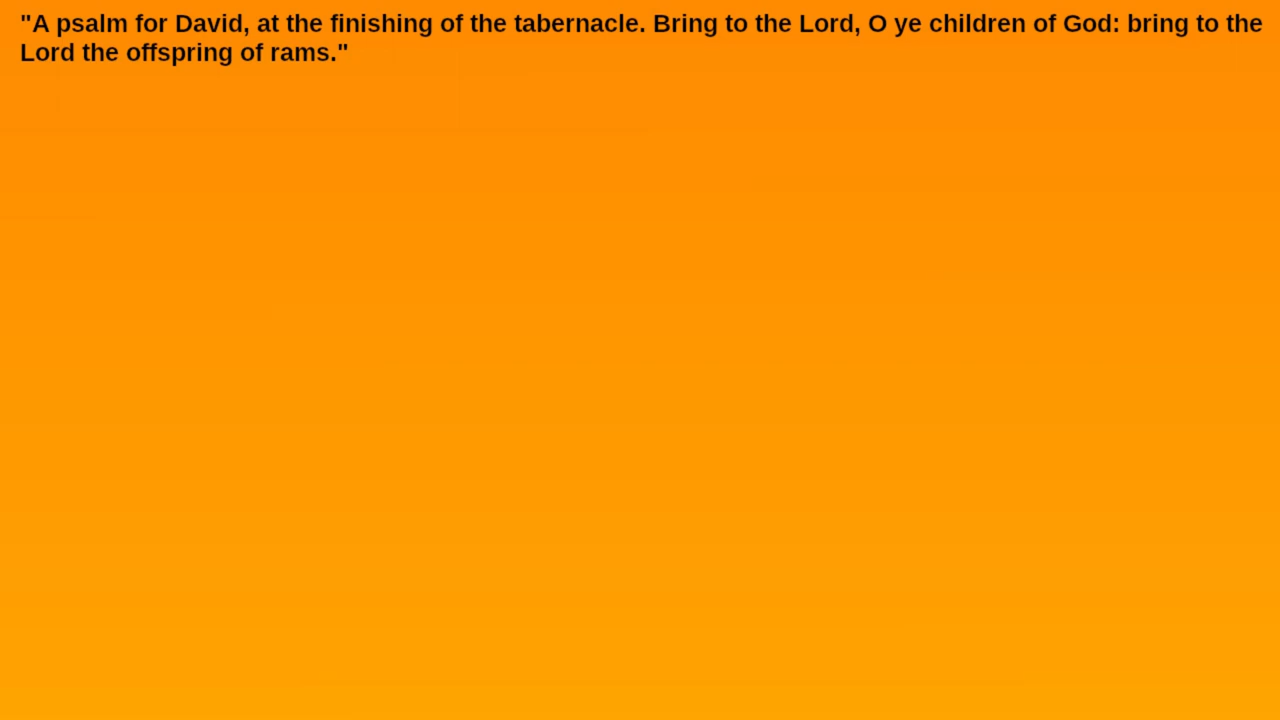 "A psalm for David, at the finishing of the tabernacle. Bring to the Lord, O ye children of God: bring to the
Lord the offspring of rams."